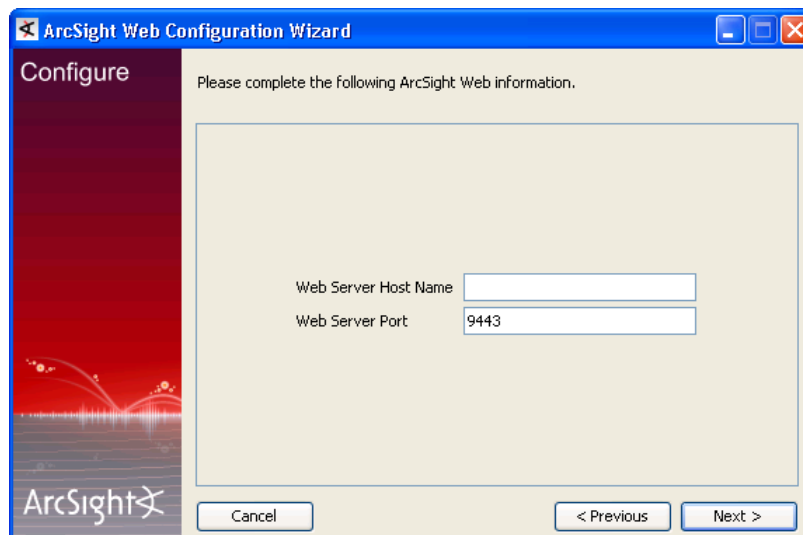 ArcSight Web Configuration Wizard
Configure
Please complete the following ArcSight Web information.
Web Server Host Name
Web Server Port 9443
ArcSight
Cancel < Previous Next >